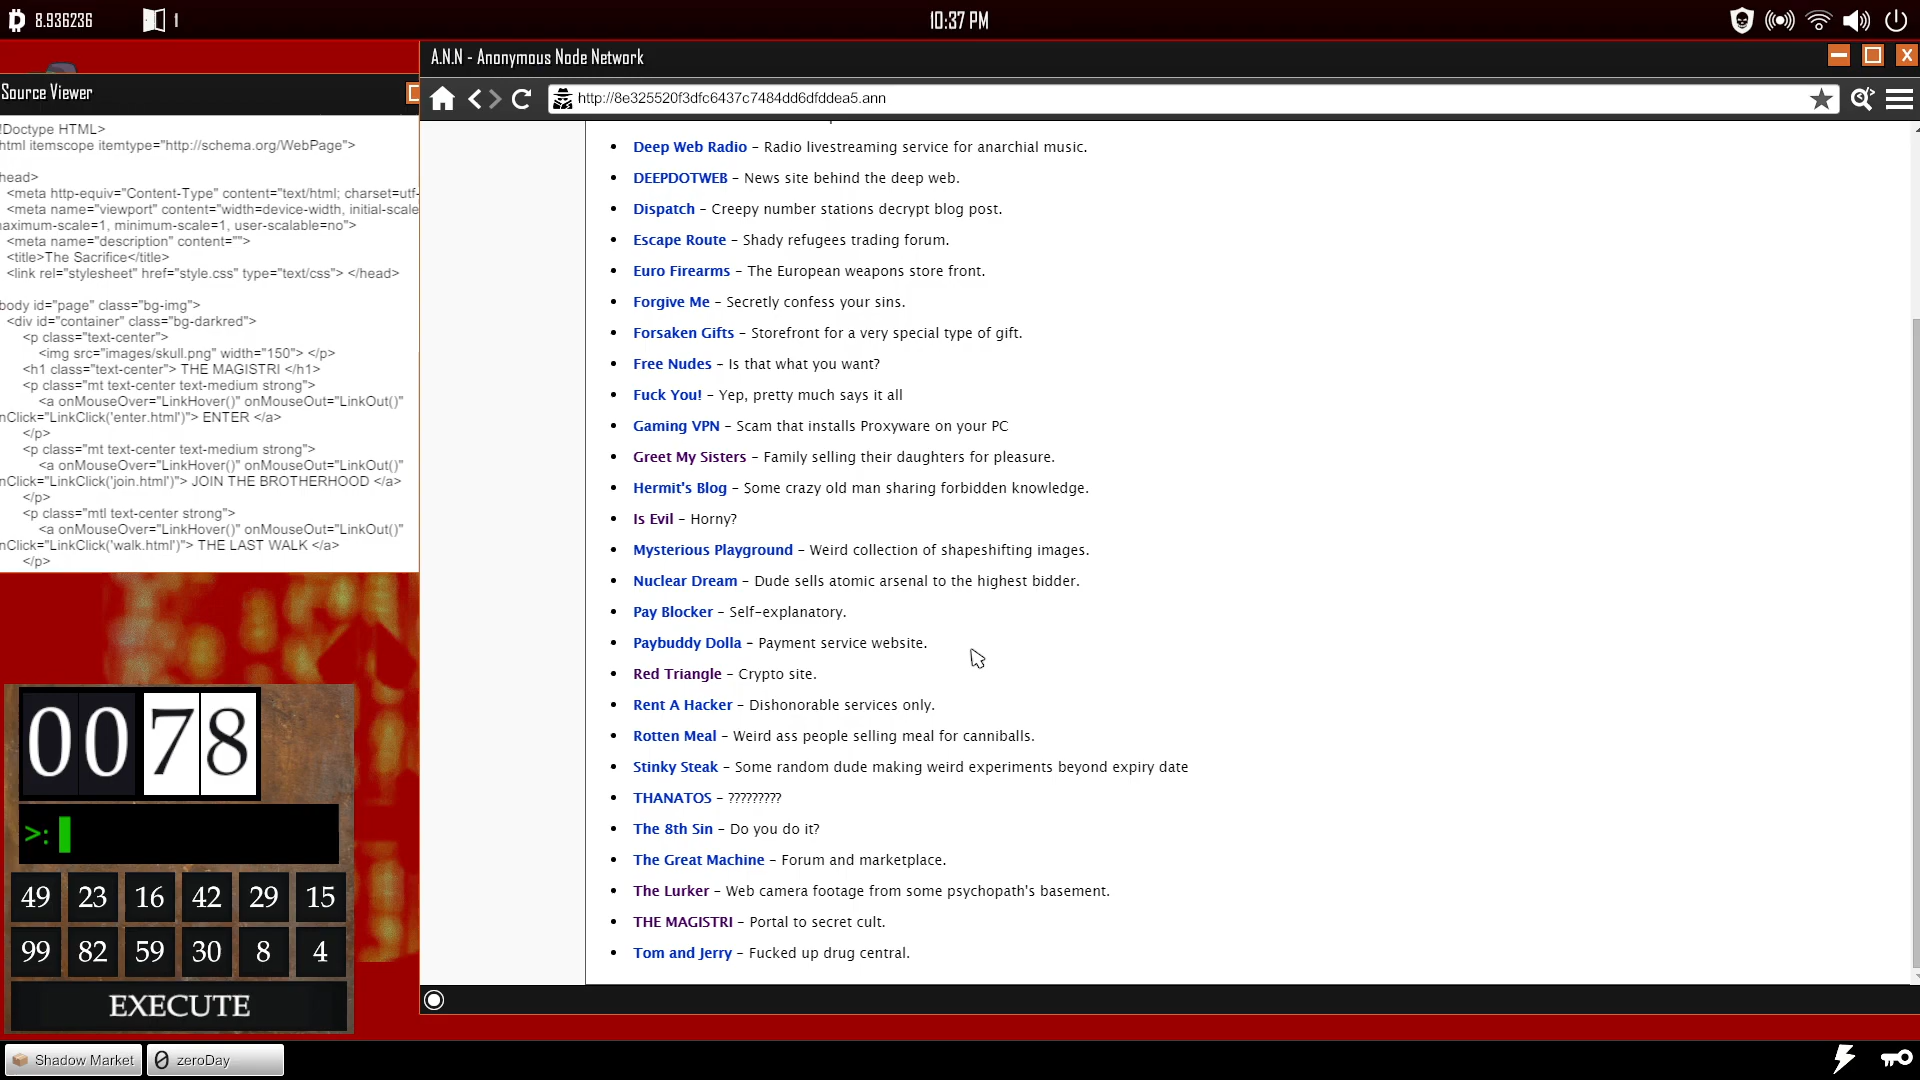 8.936236
1
10:37 PM
Source Viewer
!Doctype HTML>
html itemscope itemtype="http://schema.org/WebPage">
head>
<meta http-equiv="Content-Type" content="text/html; charset=utf-
<meta name="viewport" content="width=device-width, initial-scale
maximum-scale=1, minimum-scale=1, user-scalable=no">
<meta name="description" content="">
<title>The Sacrifice</title>
<link rel="stylesheet" href="style.css" type="text/css"> </head>
body id="page" class="bg-img">
<div id="container" class="bg-darkred">
<p class="text-center">
<img src="images/skull.png" width="150"> </p>
<h1 class="text-center"> THE MAGISTRI </h1>
<p class="mt text-center text-medium strong">
<a onMouseOver="LinkHover()" onMouseOut="LinkOut()"
nClick="LinkClick('enter.html')"> ENTER </a>
</p>
<p class="mt text-center text-medium strong">
<a onMouseOver="LinkHover()" onMouseOut="LinkOut()"
nClick="LinkClick('join.html')"> JOIN THE BROTHERHOOD </a>
</p>
<p class="mtl text-center strong">
<a onMouseOver="LinkHover()" onMouseOut="LinkOut()"
nClick="LinkClick('walk.html')"> THE LAST WALK </a>
</p>
A.N.N - Anonymous Node Network
http://8e325520f3dfc6437c7484dd6dfddea5.ann
Deep Web Radio – Radio livestreaming service for anarchial music.
DEEPDOTWEB – News site behind the deep web.
Dispatch – Creepy number stations decrypt blog post.
Escape Route – Shady refugees trading forum.
Euro Firearms – The European weapons store front.
Forgive Me – Secretly confess your sins.
Forsaken Gifts – Storefront for a very special type of gift.
Free Nudes – Is that what you want?
Fuck You! – Yep, pretty much says it all
Gaming VPN – Scam that installs Proxyware on your PC
Greet My Sisters – Family selling their daughters for pleasure.
Hermit's Blog – Some crazy old man sharing forbidden knowledge.
Is Evil – Horny?
Mysterious Playground – Weird collection of shapeshifting images.
Nuclear Dream – Dude sells atomic arsenal to the highest bidder.
Pay Blocker – Self-explanatory.
Paybuddy Dolla – Payment service website.
Red Triangle – Crypto site.
Rent A Hacker – Dishonorable services only.
Rotten Meal – Weird ass people selling meal for canniballs.
Stinky Steak – Some random dude making weird experiments beyond expiry date
THANATOS – ?????????
The 8th Sin – Do you do it?
The Great Machine – Forum and marketplace.
The Lurker – Web camera footage from some psychopath's basement.
THE MAGISTRI – Portal to secret cult.
Tom and Jerry – Fucked up drug central.
0078
>:
49 23 16 42 29 15
99 82 59 30 8 4
EXECUTE
Shadow Market
zeroDay